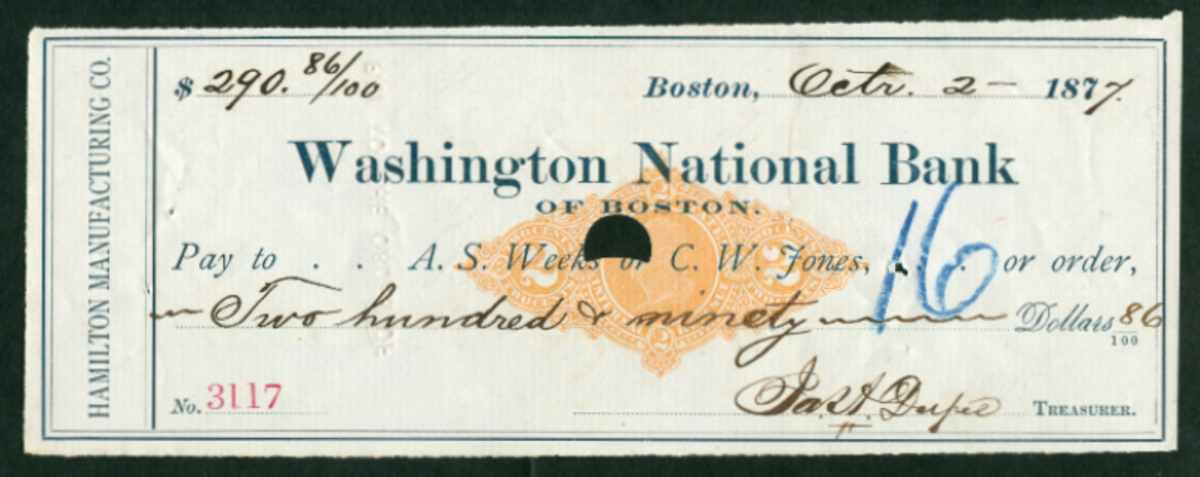 HAMILTON MANUFACTURING CO.
$ 290. 86/100 Boston, Octr. 2 — 1877.
Washington National Bank
OF BOSTON.
Pay to . . A. S. Weeks or C. W. Jones, . . or order,
16
Two hundred & ninety Dollars 86/100
No. 3117
TREASURER.